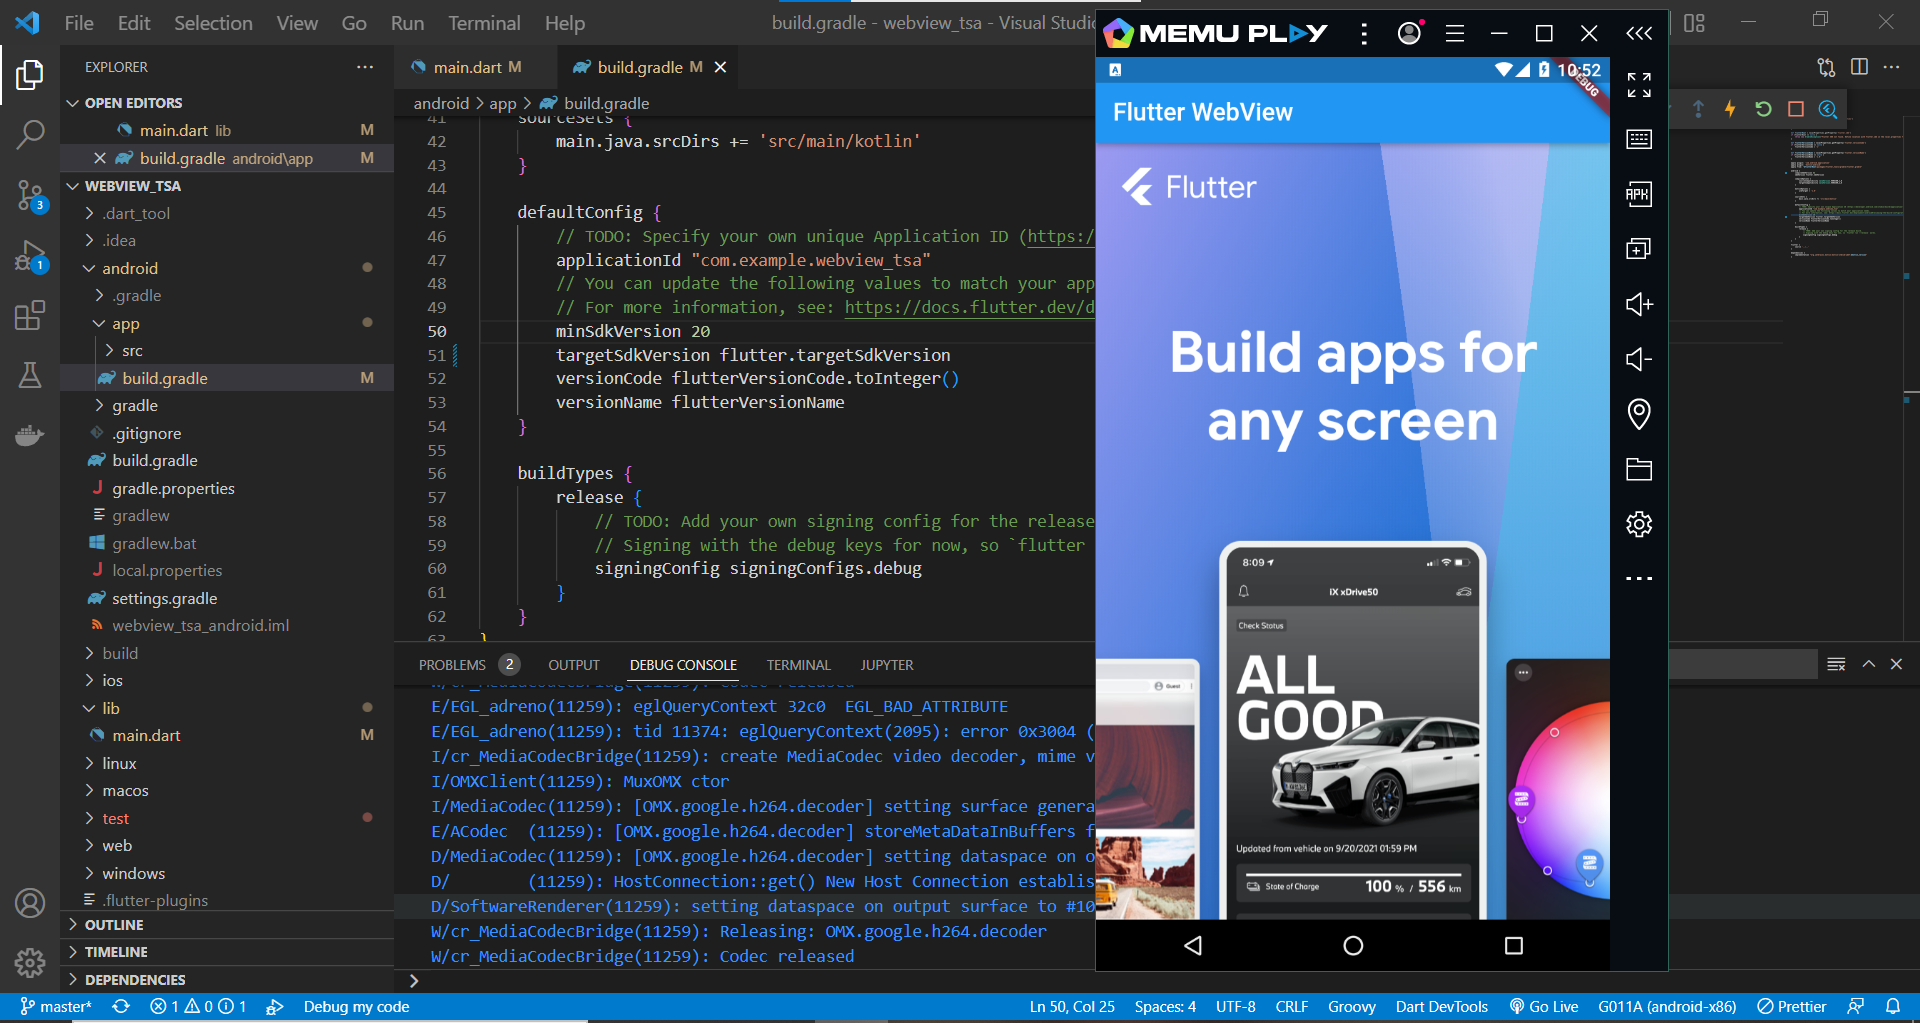 File Edit Selection View Go Run Terminal Help
build.gradle - webview_tsa - Visual Studio
EXPLORER
OPEN EDITORS
main.dart lib M
build.gradle android\app M
WEBVIEW_TSA
.dart_tool
.idea
android
.gradle
app
src
build.gradle M
gradle
.gitignore
build.gradle
gradle.properties
gradlew
gradlew.bat
local.properties
settings.gradle
webview_tsa_android.iml
build
ios
lib
main.dart M
linux
macos
test
web
windows
.flutter-plugins
OUTLINE
TIMELINE
DEPENDENCIES
3
1
main.dart M
build.gradle M
android > app > build.gradle
41 sourceSets {
42 main.java.srcDirs += 'src/main/kotlin'
43 }
44
45 defaultConfig {
46 // TODO: Specify your own unique Application ID (https:/
47 applicationId "com.example.webview_tsa"
48 // You can update the following values to match your app
49 // For more information, see: https://docs.flutter.dev/d
50 minSdkVersion 20
51 targetSdkVersion flutter.targetSdkVersion
52 versionCode flutterVersionCode.toInteger()
53 versionName flutterVersionName
54 }
55
56 buildTypes {
57 release {
58 // TODO: Add your own signing config for the release
59 // Signing with the debug keys for now, so `flutter
60 signingConfig signingConfigs.debug
61 }
62 }
63 }
PROBLEMS 2 OUTPUT DEBUG CONSOLE TERMINAL JUPYTER
W/cr_MediaCodecBridge(11259): Codec released
E/EGL_adreno(11259): eglQueryContext 32c0 EGL_BAD_ATTRIBUTE
E/EGL_adreno(11259): tid 11374: eglQueryContext(2095): error 0x3004 (
I/cr_MediaCodecBridge(11259): create MediaCodec video decoder, mime v
I/OMXClient(11259): MuxOMX ctor
I/MediaCodec(11259): [OMX.google.h264.decoder] setting surface genera
E/ACodec (11259): [OMX.google.h264.decoder] storeMetaDataInBuffers f
D/MediaCodec(11259): [OMX.google.h264.decoder] setting dataspace on o
D/ (11259): HostConnection::get() New Host Connection establis
D/SoftwareRenderer(11259): setting dataspace on output surface to #10
W/cr_MediaCodecBridge(11259): Releasing: OMX.google.h264.decoder
W/cr_MediaCodecBridge(11259): Codec released
MEMU PLAY
10:52
DEBUG
Flutter WebView
Flutter
Build apps for
any screen
8:09
iX xDrive50
Check Status
ALL
GOOD
Updated from vehicle on 9/20/2021 01:59 PM
State of Charge 100 % / 556 km
Guest
APK
master* 1 0 1 Debug my code
Ln 50, Col 25 Spaces: 4 UTF-8 CRLF Groovy Dart DevTools Go Live G011A (android-x86) Prettier